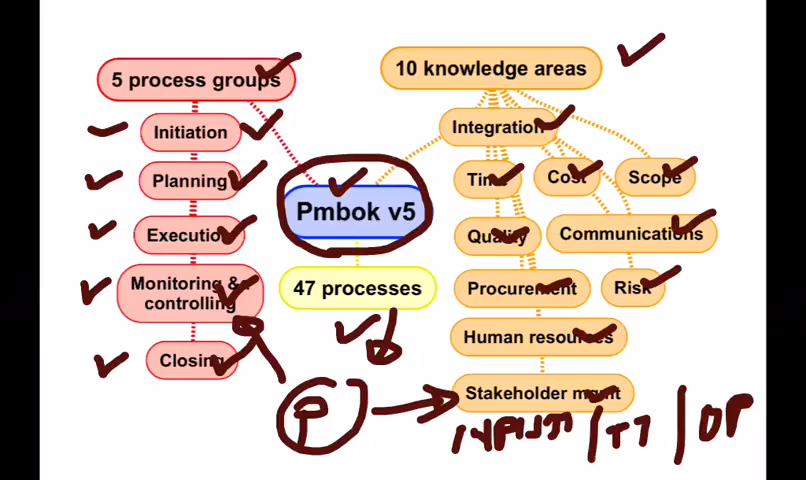 5 process groups
Initiation
Planning
Execution
Monitoring &
controlling
Closing
Pmbok v5
47 processes
10 knowledge areas
Integration
Time
Cost
Scope
Quality
Communications
Procurement
Risk
Human resources
Stakeholder mgmt
P
INPUT / TT / OP